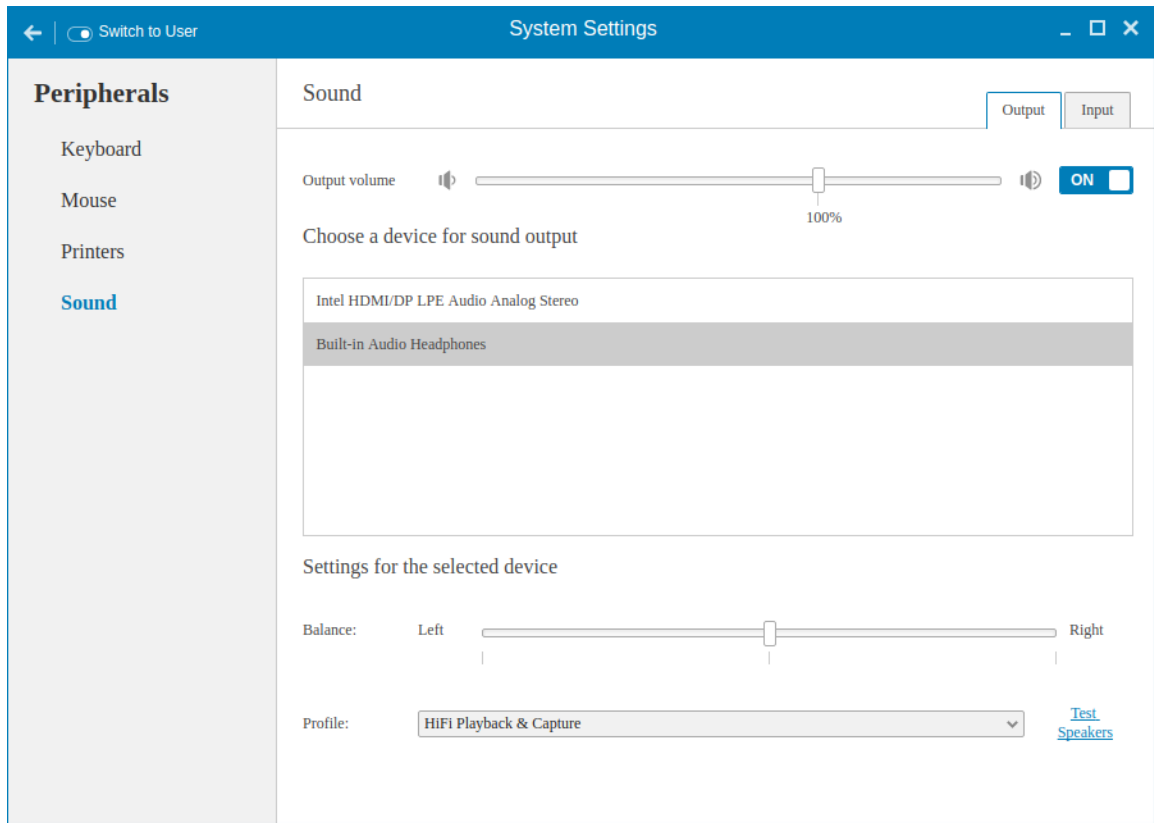 Switch to User
System Settings
Peripherals
Keyboard
Mouse
Printers
Sound
Sound
Output
Input
Output volume
ON
100%
Choose a device for sound output
Intel HDMI/DP LPE Audio Analog Stereo
Built-in Audio Headphones
Settings for the selected device
Balance:
Left
Right
Profile:
HiFi Playback & Capture
Test
Speakers